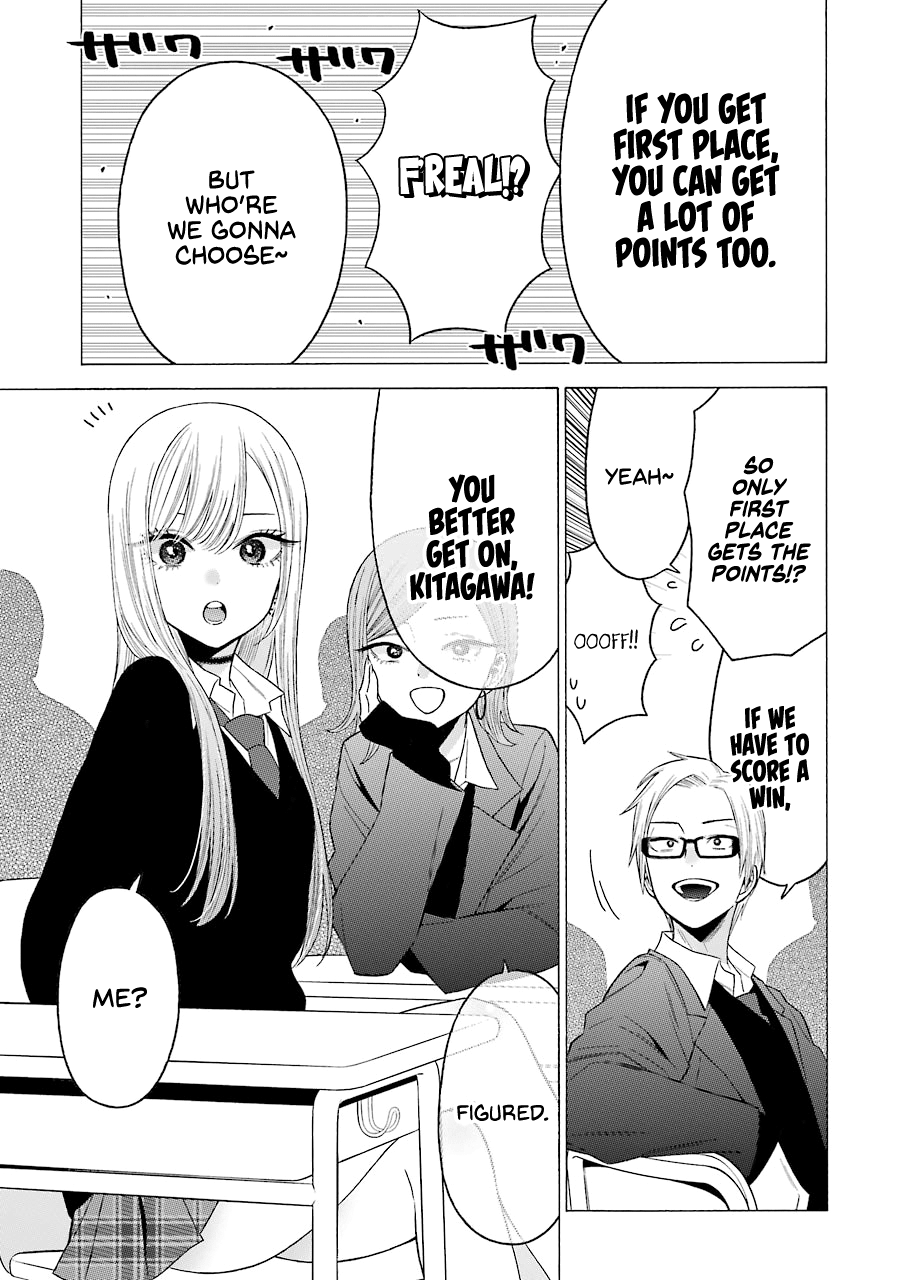 IF YOU GET
FIRST PLACE,
YOU CAN GET
A LOT OF
POINTS TOO.
FREAL!?
BUT
WHO'RE
WE GONNA
CHOOSE~
ザワ
ザワ
ザワ
SO
ONLY
FIRST
PLACE
GETS THE
POINTS!?
YEAH~
OOOFF!!
IF WE
HAVE TO
SCORE A
WIN,
YOU
BETTER
GET ON,
KITAGAWA!
ME?
FIGURED.